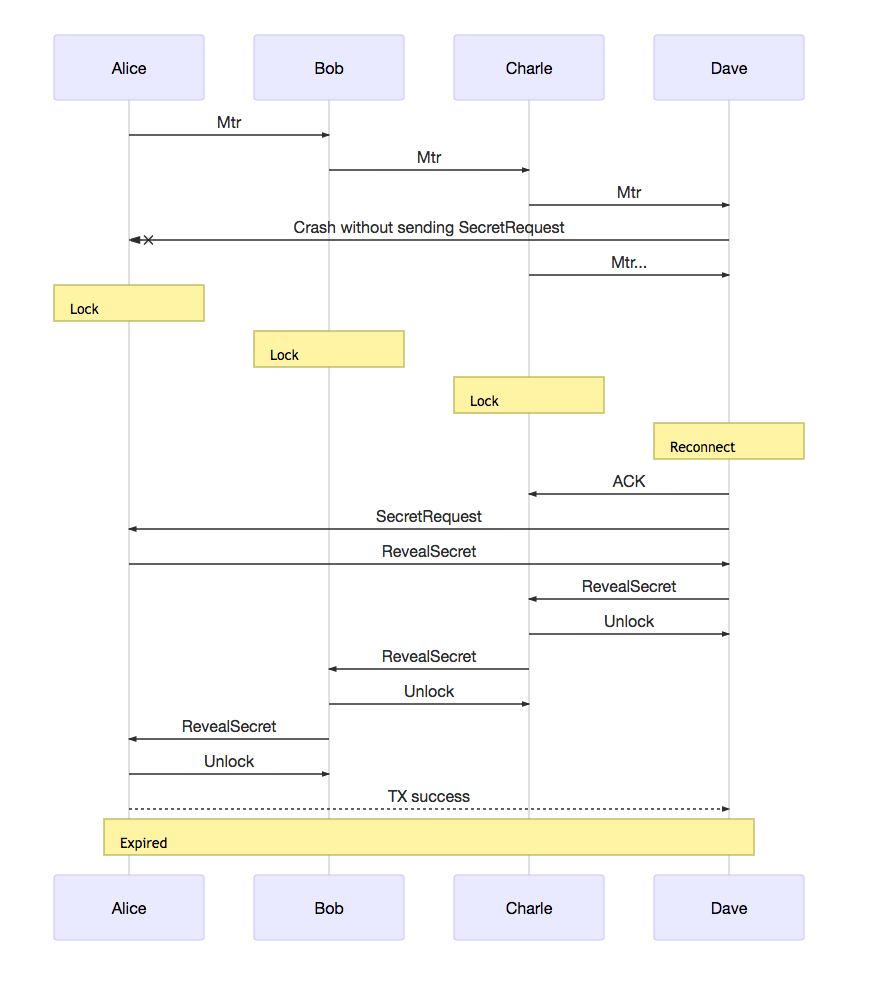 Alice Bob Charle Dave
Mtr
Mtr
Mtr
Crash without sending SecretRequest
Mtr...
Lock
Lock
Lock
Reconnect
ACK
SecretRequest
RevealSecret
RevealSecret
Unlock
RevealSecret
Unlock
RevealSecret
Unlock
TX success
Expired
Alice Bob Charle Dave